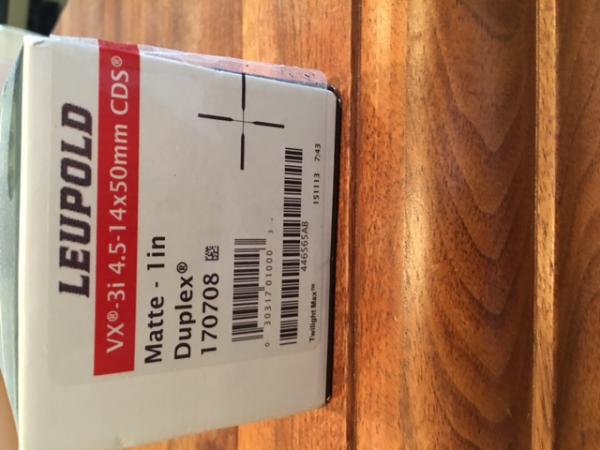 LEUPOLD
VX®-3i 4.5-14x50mm CDS®
Matte - 1in
Duplex®
170708
0 30317 01000 3
446565AB
Twilight Max™ 151113 7:43